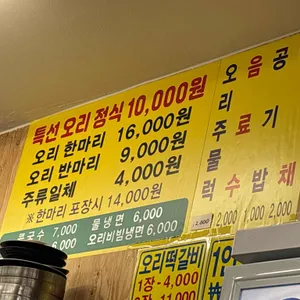 특선 오리 정식 10,000원
오리 한마리 16,000원
오리 반마리 9,000원
주류일체 4,000원
※한마리 포장시 14,000원
콩국수 7,000
물냉면 6,000
오리비빔냉면 6,000
오리물럭 2,000
음료수 2,000
공기밥 1,000
잡채 2,000
오리떡갈비
1장-4,000